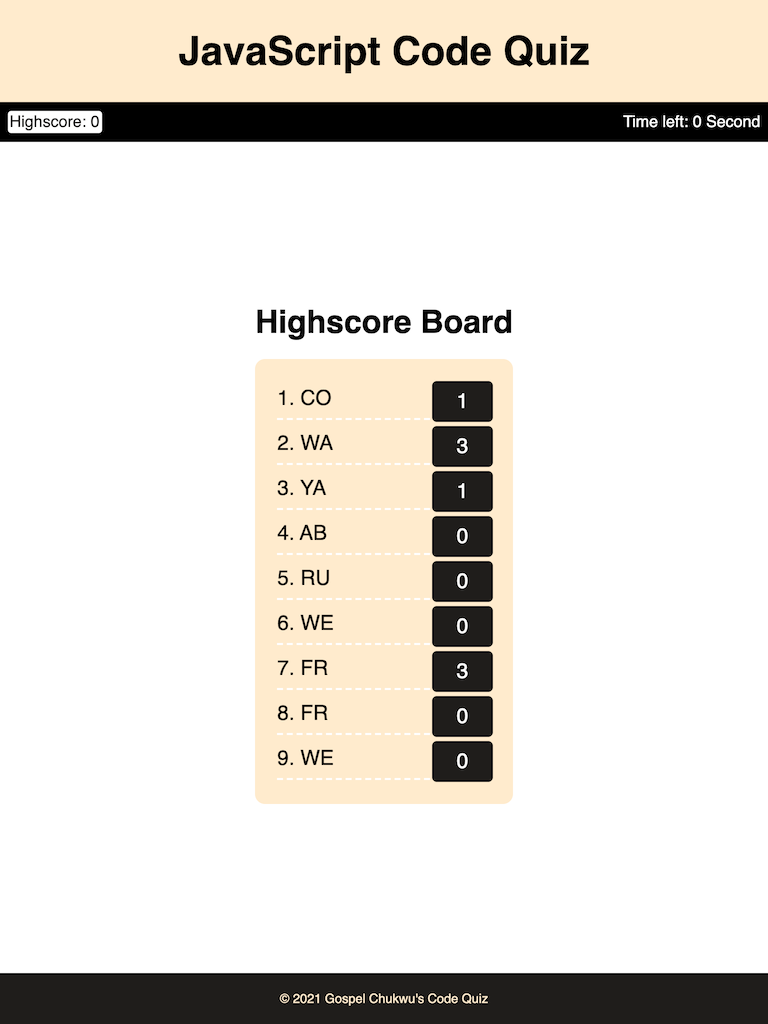 JavaScript Code Quiz
Highscore: 0 Time left: 0 Second
Highscore Board
1. CO 1
2. WA 3
3. YA 1
4. AB 0
5. RU 0
6. WE 0
7. FR 3
8. FR 0
9. WE 0
© 2021 Gospel Chukwu's Code Quiz